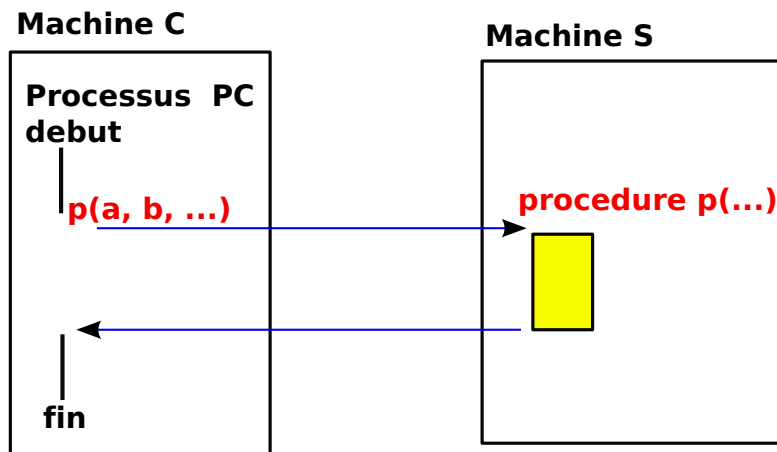 Machine C
Machine S
Processus PC
debut
p(a, b, ...)
procedure p(...)
fin